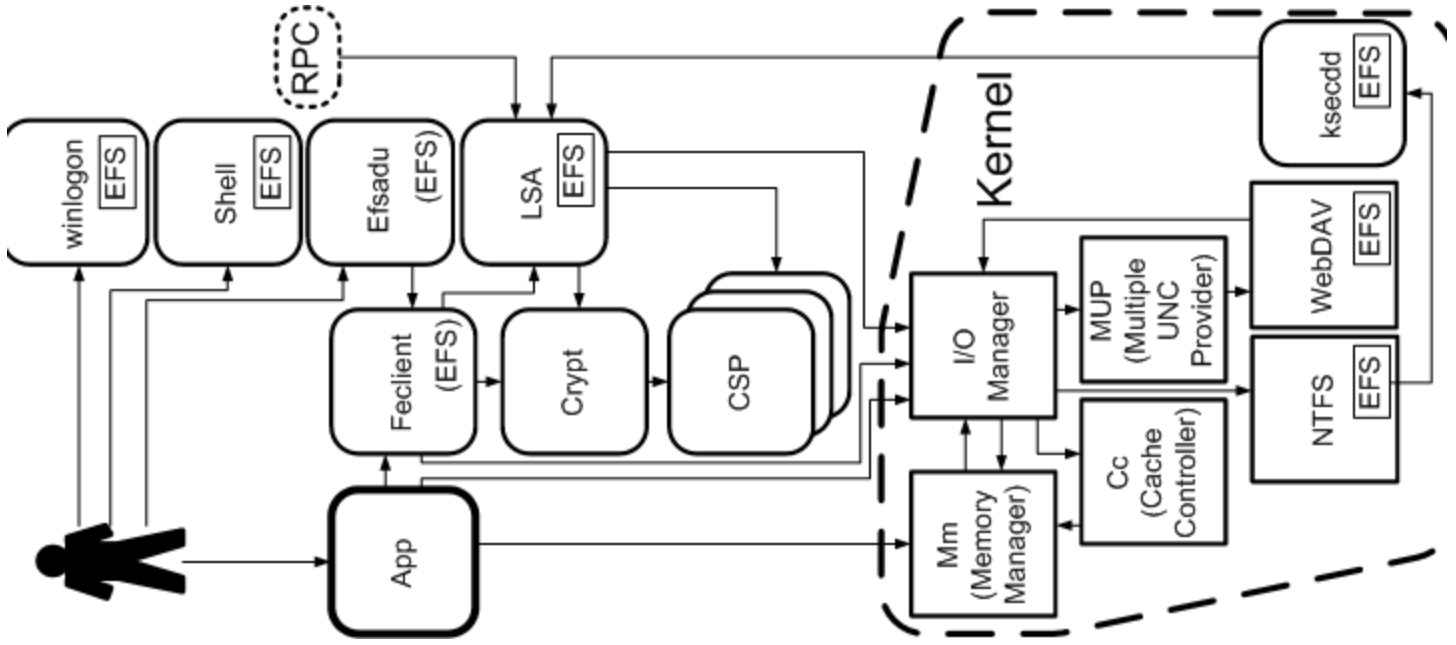 RPC
winlogon
EFS
Shell
EFS
Efsadu
(EFS)
LSA
EFS
Feclient
(EFS)
Crypt
CSP
App
Kernel
ksecdd
EFS
I/O
Manager
MUP
(Multiple
UNC
Provider)
WebDAV
EFS
Mm
(Memory
Manager)
Cc
(Cache
Controller)
NTFS
EFS